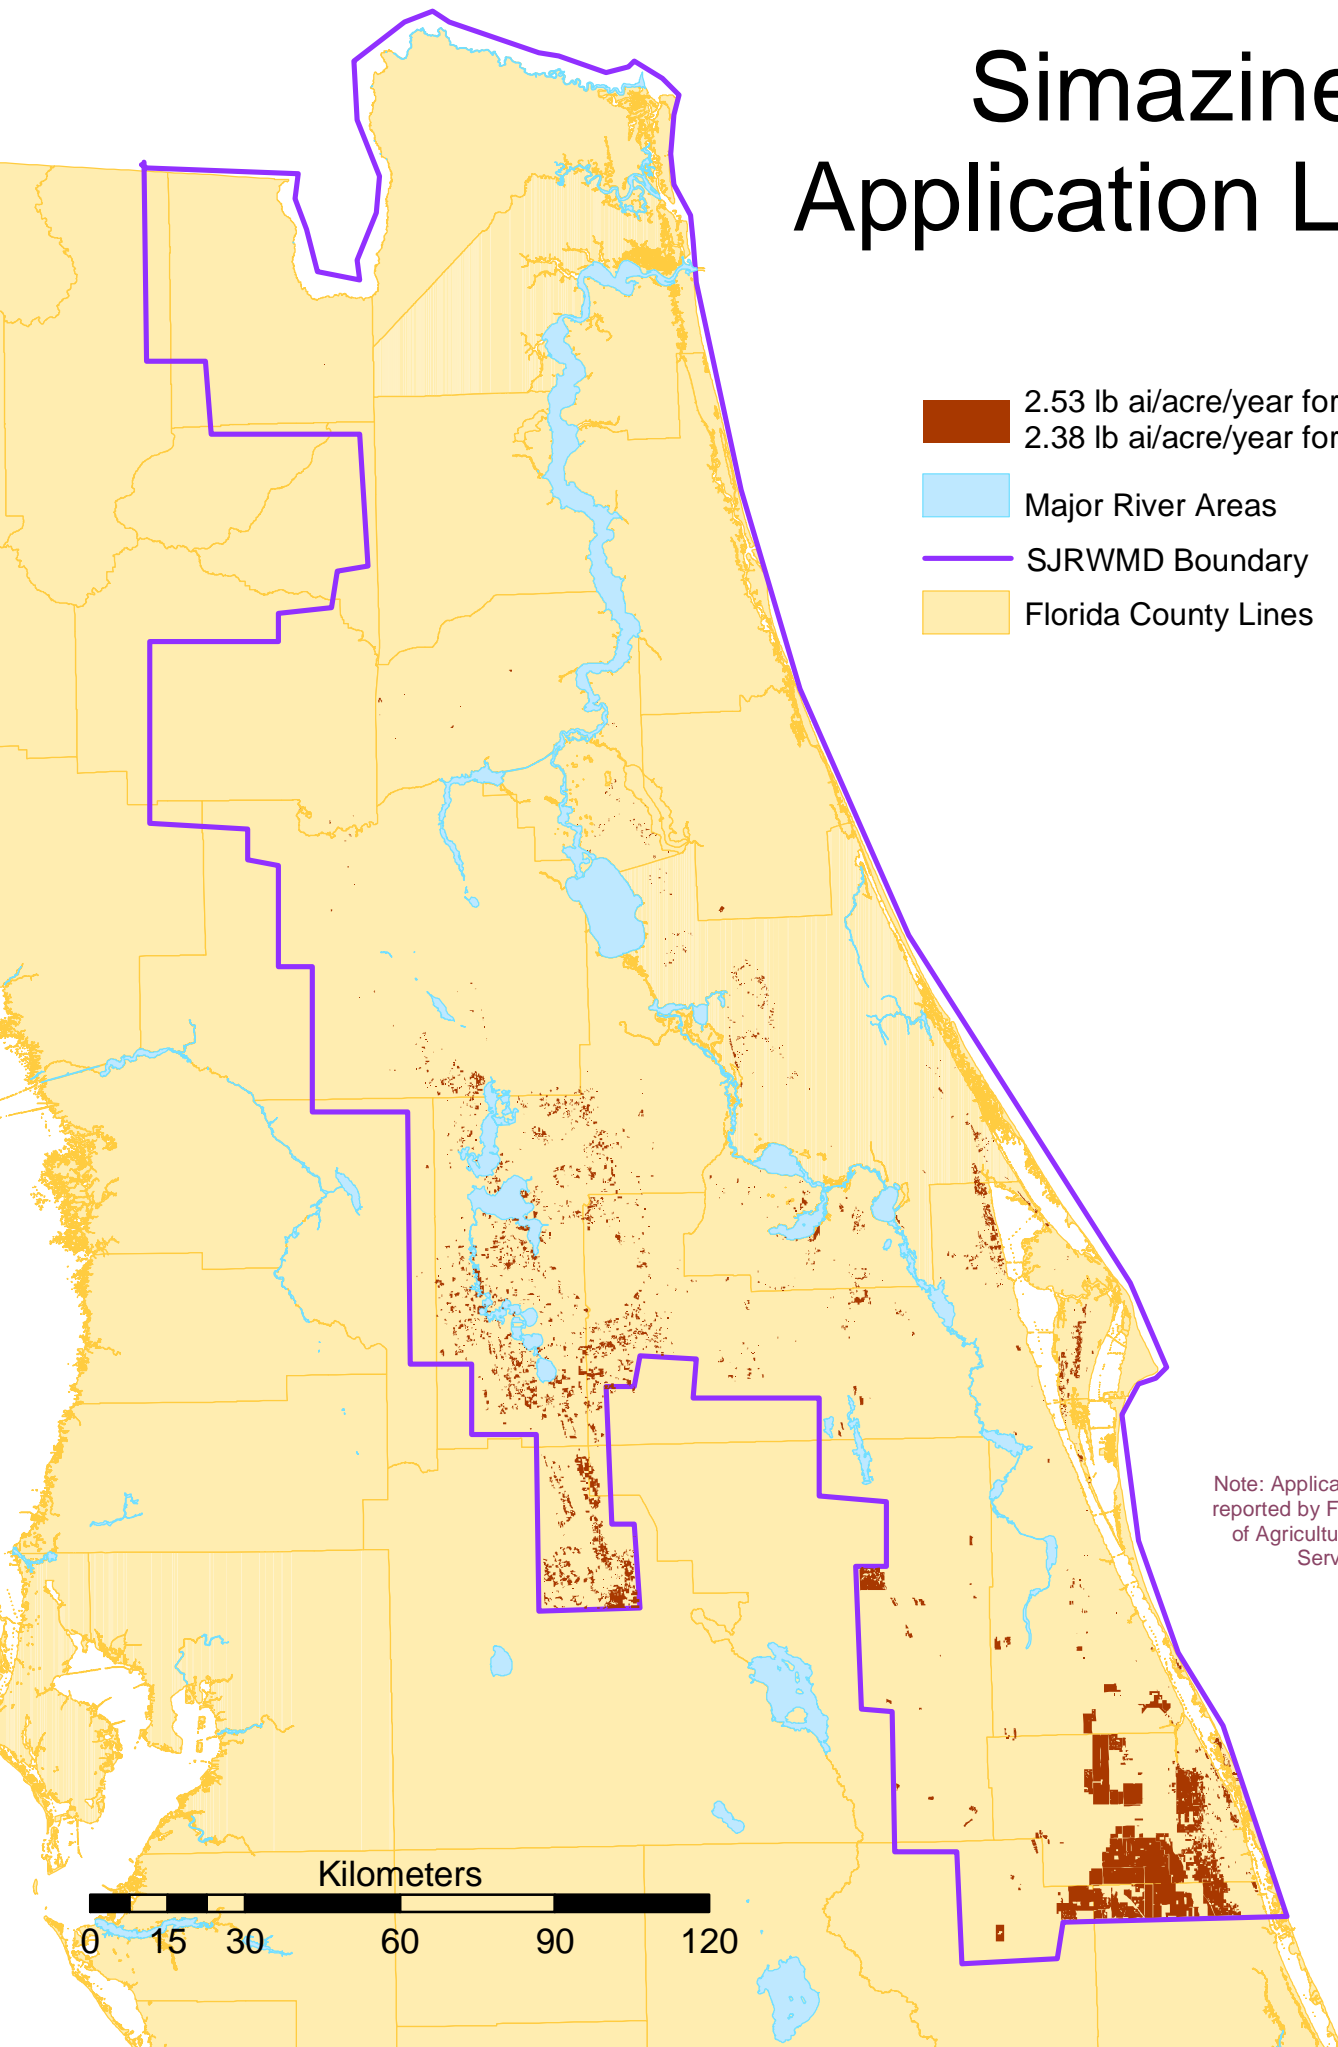 Simazine
Application L
2.53 lb ai/acre/year for
2.38 lb ai/acre/year for
Major River Areas
SJRWMD Boundary
Florida County Lines
Note: Applica
reported by F
of Agricultu
Serv
Kilometers
0 15 30 60 90 120